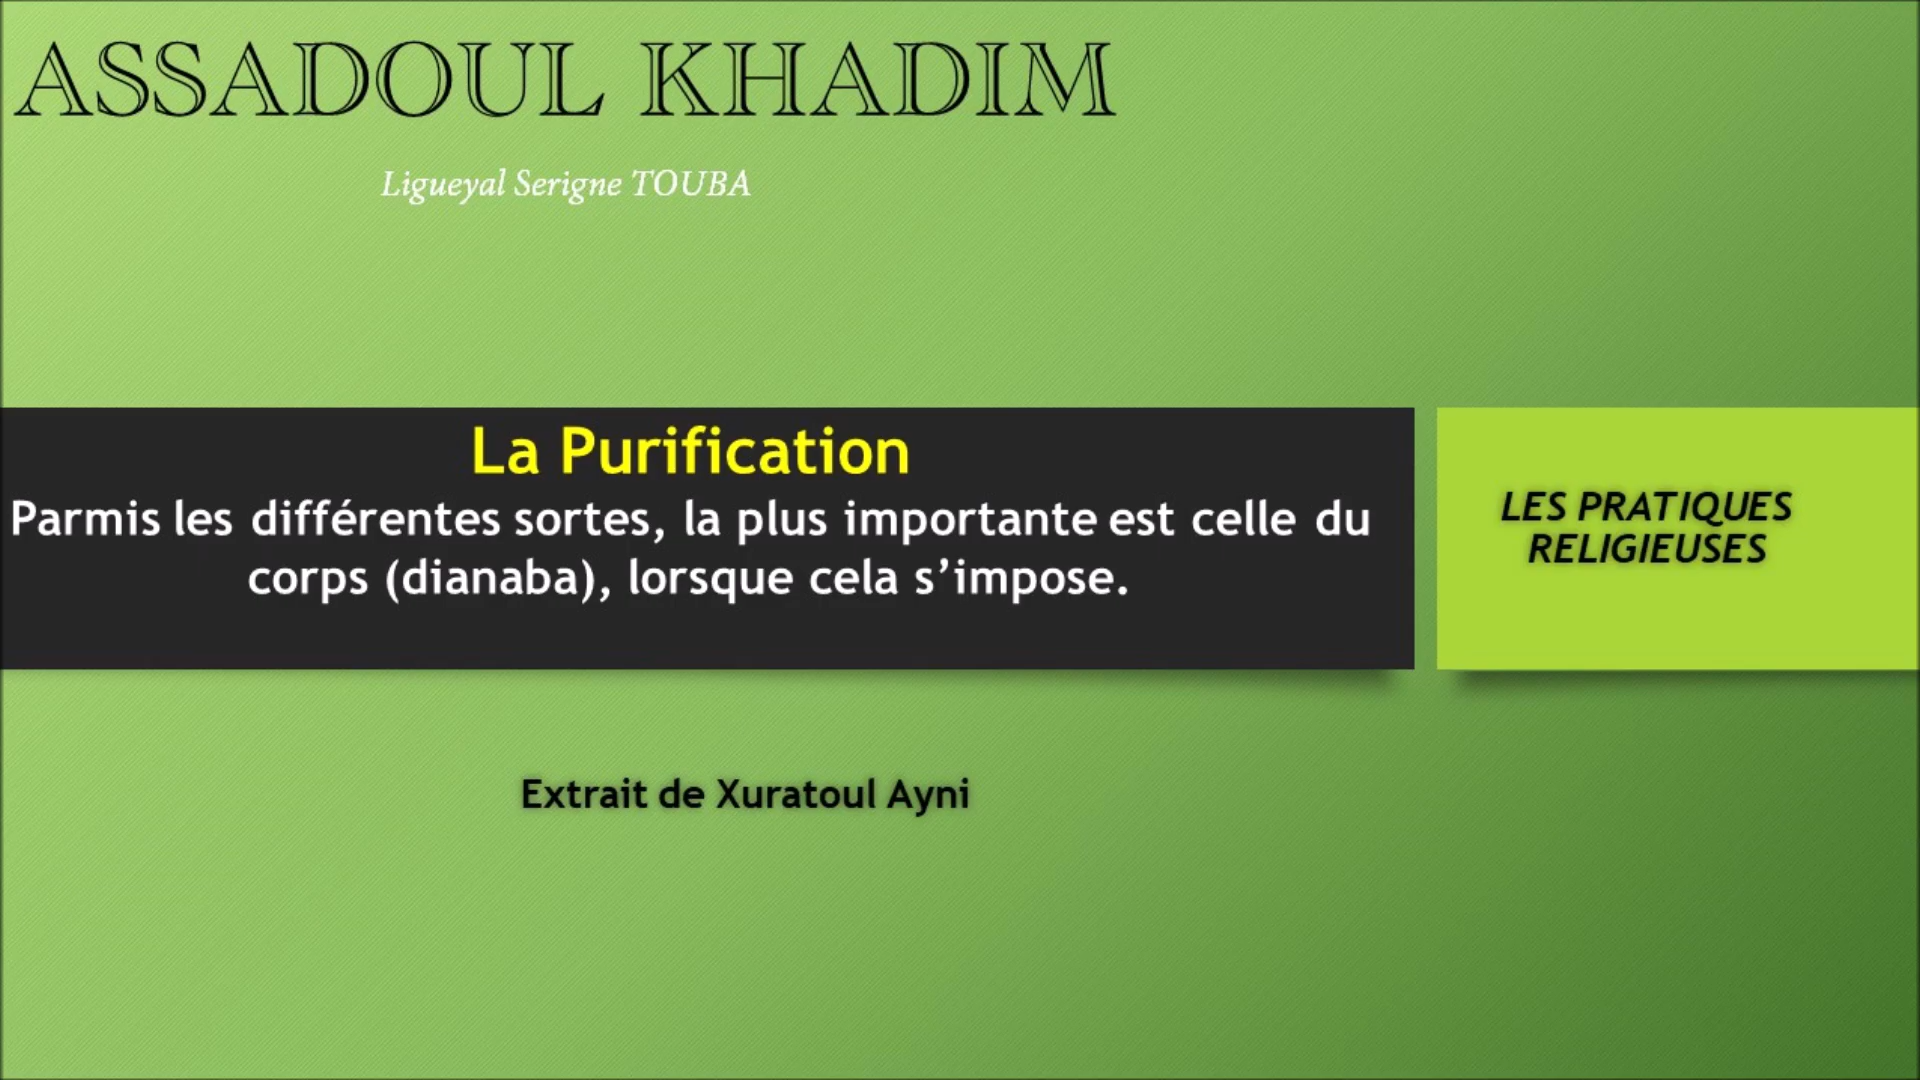 ASSADOUL KHADIM
Ligueyal Serigne TOUBA
La Purification
Parmis les différentes sortes, la plus importante est celle du
corps (dianaba), lorsque cela s’impose.
LES PRATIQUES
RELIGIEUSES
Extrait de Xuratoul Ayni